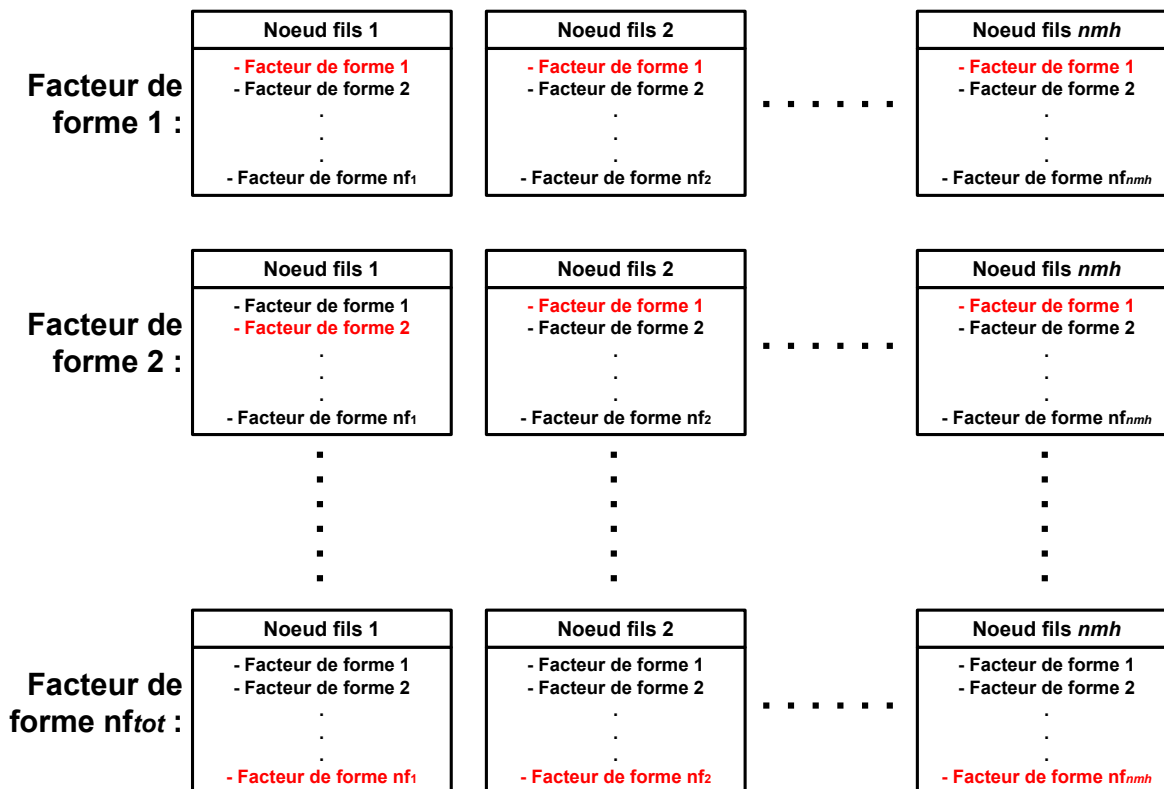 Facteur de
forme 1 :
Noeud fils 1
- Facteur de forme 1
- Facteur de forme 2
.
.
.
- Facteur de forme nf1
Noeud fils 2
- Facteur de forme 1
- Facteur de forme 2
.
.
.
- Facteur de forme nf2
. . . . . .
Noeud fils nmh
- Facteur de forme 1
- Facteur de forme 2
.
.
.
- Facteur de forme nfnmh
Facteur de
forme 2 :
Noeud fils 1
- Facteur de forme 1
- Facteur de forme 2
.
.
.
- Facteur de forme nf1
Noeud fils 2
- Facteur de forme 1
- Facteur de forme 2
.
.
.
- Facteur de forme nf2
. . . . . .
Noeud fils nmh
- Facteur de forme 1
- Facteur de forme 2
.
.
.
- Facteur de forme nfnmh
Facteur de
forme nftot :
Noeud fils 1
- Facteur de forme 1
- Facteur de forme 2
.
.
.
- Facteur de forme nf1
Noeud fils 2
- Facteur de forme 1
- Facteur de forme 2
.
.
.
- Facteur de forme nf2
. . . . . .
Noeud fils nmh
- Facteur de forme 1
- Facteur de forme 2
.
.
.
- Facteur de forme nfnmh